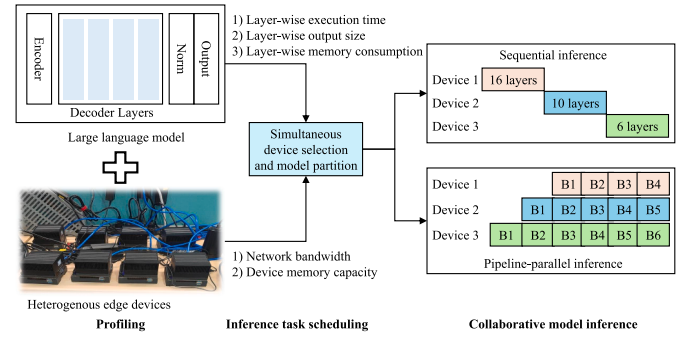 Encoder
Norm
Output
Decoder Layers
Large language model
1) Layer-wise execution time
2) Layer-wise output size
3) Layer-wise memory consumption
Simultaneous
device selection
and model partition
1) Network bandwidth
2) Device memory capacity
Heterogenous edge devices
Sequential inference
Device 1 16 layers
Device 2 10 layers
Device 3 6 layers
Device 1 B1 B2 B3 B4
Device 2 B1 B2 B3 B4 B5
Device 3 B1 B2 B3 B4 B5 B6
Pipeline-parallel inference
Profiling Inference task scheduling Collaborative model inference